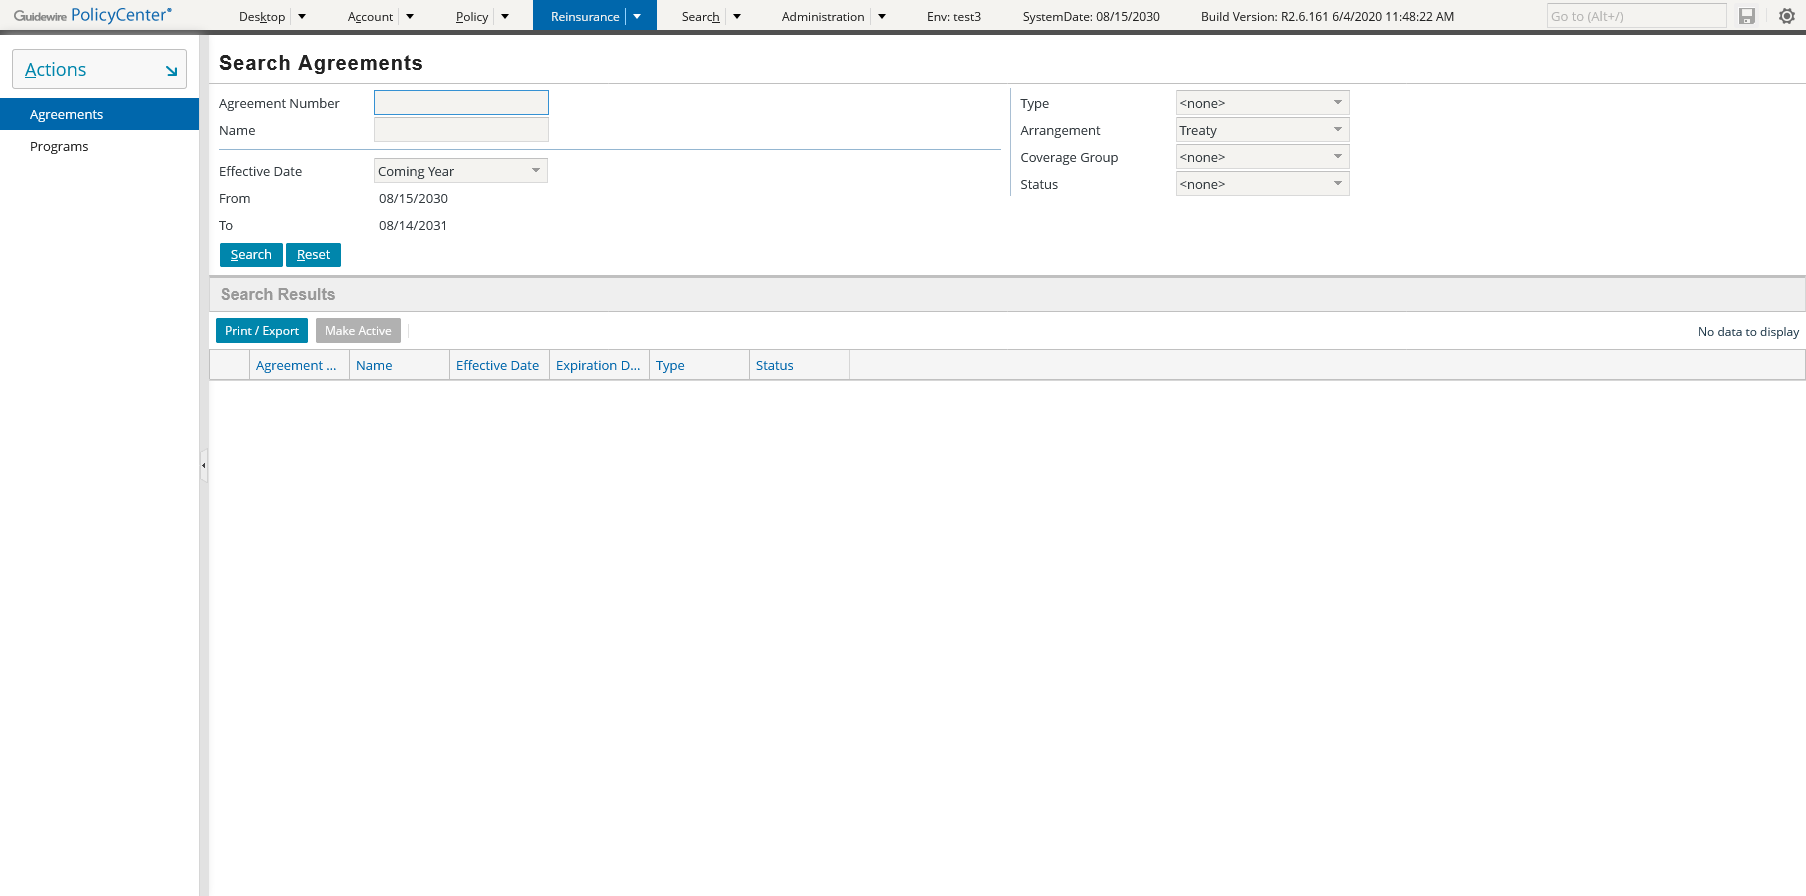 Guidewire PolicyCenter® Desktop Account Policy Reinsurance Search Administration Env: test3 SystemDate: 08/15/2030 Build Version: R2.6.161 6/4/2020 11:48:22 AM Go to (Alt+/)
Actions
Agreements
Programs
Search Agreements
Agreement Number
Name
Effective Date Coming Year
From 08/15/2030
To 08/14/2031
Type <none>
Arrangement Treaty
Coverage Group <none>
Status <none>
Search Reset
Search Results
Print / Export Make Active No data to display
Agreement ... Name Effective Date Expiration D... Type Status